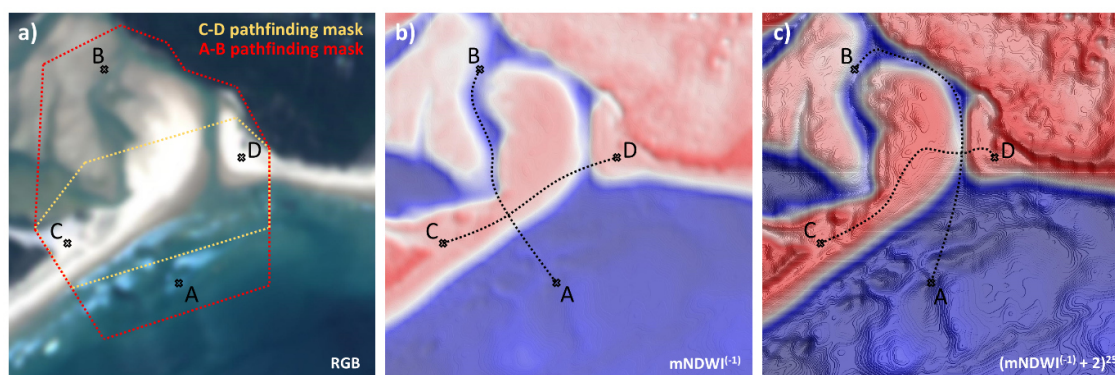 a)
C-D pathfinding mask
A-B pathfinding mask
B
D
C
A
RGB
b)
B
D
C
A
mNDWI(-1)
c)
B
D
C
A
(mNDWI(-1) + 2)25